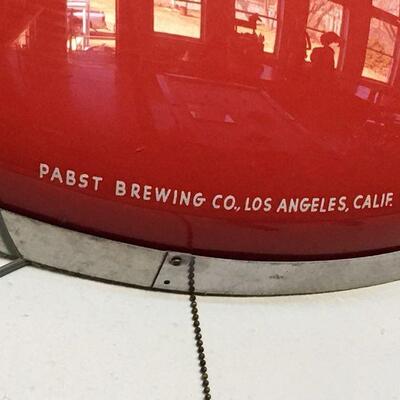 PABST BREWING CO., LOS ANGELES, CALIF.